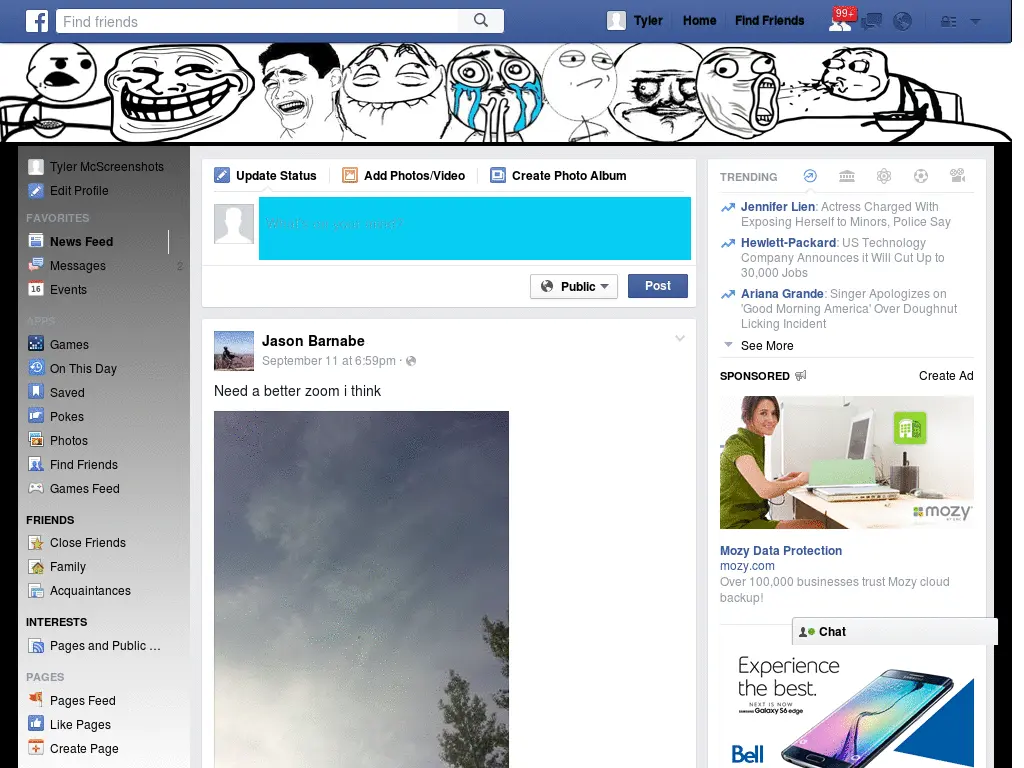 Find friends
Tyler
Home
Find Friends
99+
Tyler McScreenshots
Edit Profile
FAVORITES
News Feed
Messages
2
Events
16
APPS
Games
On This Day
Saved
Pokes
Photos
Find Friends
Games Feed
FRIENDS
Close Friends
Family
Acquaintances
INTERESTS
Pages and Public ...
PAGES
Pages Feed
Like Pages
Create Page
Update Status
Add Photos/Video
Create Photo Album
What's on your mind?
Public
Post
Jason Barnabe
September 11 at 6:59pm ·
Need a better zoom i think
TRENDING
Jennifer Lien: Actress Charged With
Exposing Herself to Minors, Police Say
Hewlett-Packard: US Technology
Company Announces it Will Cut Up to
30,000 Jobs
Ariana Grande: Singer Apologizes on
'Good Morning America' Over Doughnut
Licking Incident
See More
SPONSORED
Create Ad
mozy
BY EMC
Mozy Data Protection
mozy.com
Over 100,000 businesses trust Mozy cloud
backup!
Chat
Experience
the best.
NEXT IS NOW
SAMSUNG Galaxy S6 edge
Bell